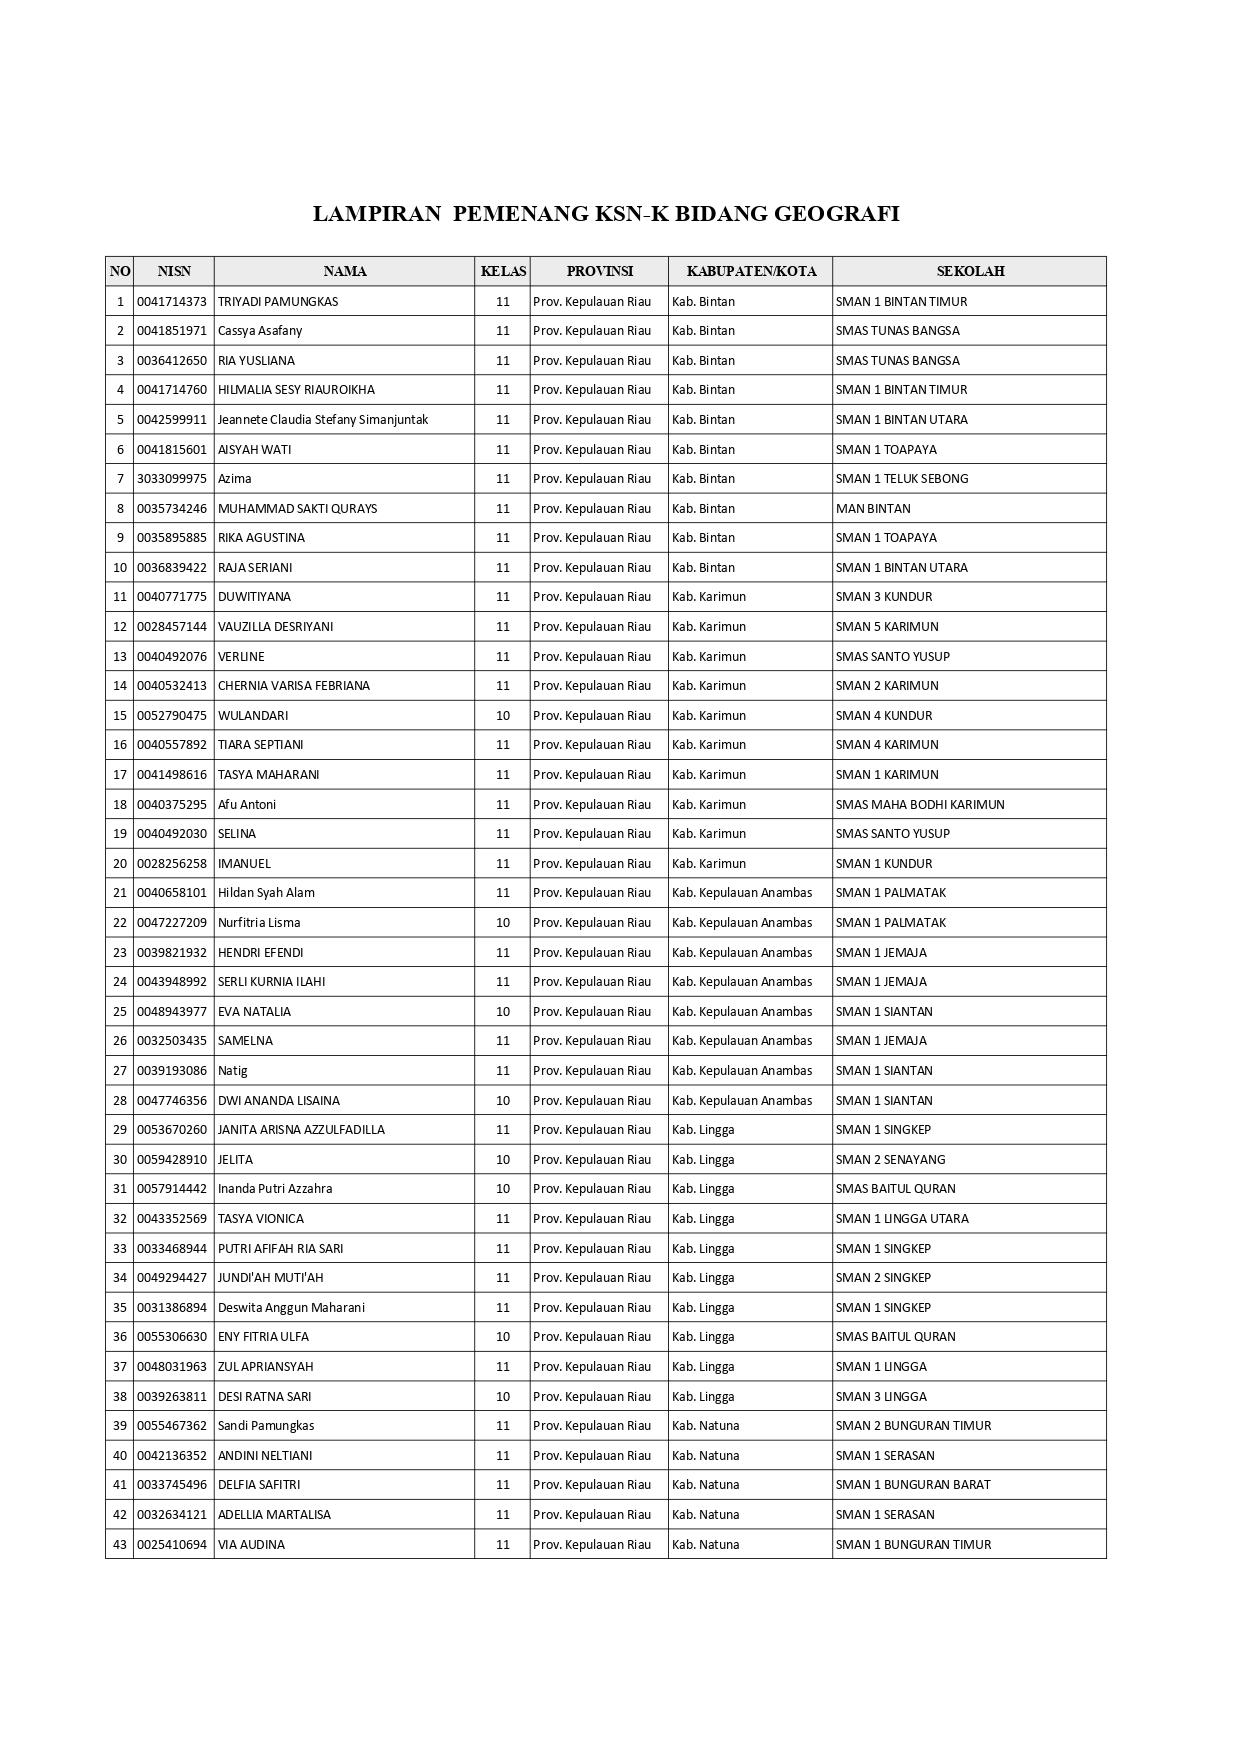 LAMPIRAN PEMENANG KSN-K BIDANG GEOGRAFI
NO NISN NAMA KELAS PROVINSI KABUPATEN/KOTA SEKOLAH
1 0041714373 TRIYADI PAMUNGKAS 11 Prov. Kepulauan Riau Kab. Bintan SMAN 1 BINTAN TIMUR
2 0041851971 Cassya Asafany 11 Prov. Kepulauan Riau Kab. Bintan SMAS TUNAS BANGSA
3 0036412650 RIA YUSLIANA 11 Prov. Kepulauan Riau Kab. Bintan SMAS TUNAS BANGSA
4 0041714760 HILMALIA SESY RIAUROIKHA 11 Prov. Kepulauan Riau Kab. Bintan SMAN 1 BINTAN TIMUR
5 0042599911 Jeannete Claudia Stefany Simanjuntak 11 Prov. Kepulauan Riau Kab. Bintan SMAN 1 BINTAN UTARA
6 0041815601 AISYAH WATI 11 Prov. Kepulauan Riau Kab. Bintan SMAN 1 TOAPAYA
7 3033099975 Azima 11 Prov. Kepulauan Riau Kab. Bintan SMAN 1 TELUK SEBONG
8 0035734246 MUHAMMAD SAKTI QURAYS 11 Prov. Kepulauan Riau Kab. Bintan MAN BINTAN
9 0035895885 RIKA AGUSTINA 11 Prov. Kepulauan Riau Kab. Bintan SMAN 1 TOAPAYA
10 0036839422 RAJA SERIANI 11 Prov. Kepulauan Riau Kab. Bintan SMAN 1 BINTAN UTARA
11 0040771775 DUWITIYANA 11 Prov. Kepulauan Riau Kab. Karimun SMAN 3 KUNDUR
12 0028457144 VAUZILLA DESRIYANI 11 Prov. Kepulauan Riau Kab. Karimun SMAN 5 KARIMUN
13 0040492076 VERLINE 11 Prov. Kepulauan Riau Kab. Karimun SMAS SANTO YUSUP
14 0040532413 CHERNIA VARISA FEBRIANA 11 Prov. Kepulauan Riau Kab. Karimun SMAN 2 KARIMUN
15 0052790475 WULANDARI 10 Prov. Kepulauan Riau Kab. Karimun SMAN 4 KUNDUR
16 0040557892 TIARA SEPTIANI 11 Prov. Kepulauan Riau Kab. Karimun SMAN 4 KARIMUN
17 0041498616 TASYA MAHARANI 11 Prov. Kepulauan Riau Kab. Karimun SMAN 1 KARIMUN
18 0040375295 Afu Antoni 11 Prov. Kepulauan Riau Kab. Karimun SMAS MAHA BODHI KARIMUN
19 0040492030 SELINA 11 Prov. Kepulauan Riau Kab. Karimun SMAS SANTO YUSUP
20 0028256258 IMANUEL 11 Prov. Kepulauan Riau Kab. Karimun SMAN 1 KUNDUR
21 0040658101 Hildan Syah Alam 11 Prov. Kepulauan Riau Kab. Kepulauan Anambas SMAN 1 PALMATAK
22 0047227209 Nurfitria Lisma 10 Prov. Kepulauan Riau Kab. Kepulauan Anambas SMAN 1 PALMATAK
23 0039821932 HENDRI EFENDI 11 Prov. Kepulauan Riau Kab. Kepulauan Anambas SMAN 1 JEMAJA
24 0043948992 SERLI KURNIA ILAHI 11 Prov. Kepulauan Riau Kab. Kepulauan Anambas SMAN 1 JEMAJA
25 0048943977 EVA NATALIA 10 Prov. Kepulauan Riau Kab. Kepulauan Anambas SMAN 1 SIANTAN
26 0032503435 SAMELNA 11 Prov. Kepulauan Riau Kab. Kepulauan Anambas SMAN 1 JEMAJA
27 0039193086 Natig 11 Prov. Kepulauan Riau Kab. Kepulauan Anambas SMAN 1 SIANTAN
28 0047746356 DWI ANANDA LISAINA 10 Prov. Kepulauan Riau Kab. Kepulauan Anambas SMAN 1 SIANTAN
29 0053670260 JANITA ARISNA AZZULFADILLA 11 Prov. Kepulauan Riau Kab. Lingga SMAN 1 SINGKEP
30 0059428910 JELITA 10 Prov. Kepulauan Riau Kab. Lingga SMAN 2 SENAYANG
31 0057914442 Inanda Putri Azzahra 10 Prov. Kepulauan Riau Kab. Lingga SMAS BAITUL QURAN
32 0043352569 TASYA VIONICA 11 Prov. Kepulauan Riau Kab. Lingga SMAN 1 LINGGA UTARA
33 0033468944 PUTRI AFIFAH RIA SARI 11 Prov. Kepulauan Riau Kab. Lingga SMAN 1 SINGKEP
34 0049294427 JUNDI'AH MUTI'AH 11 Prov. Kepulauan Riau Kab. Lingga SMAN 2 SINGKEP
35 0031386894 Deswita Anggun Maharani 11 Prov. Kepulauan Riau Kab. Lingga SMAN 1 SINGKEP
36 0055306630 ENY FITRIA ULFA 10 Prov. Kepulauan Riau Kab. Lingga SMAS BAITUL QURAN
37 0048031963 ZUL APRIANSYAH 11 Prov. Kepulauan Riau Kab. Lingga SMAN 1 LINGGA
38 0039263811 DESI RATNA SARI 10 Prov. Kepulauan Riau Kab. Lingga SMAN 3 LINGGA
39 0055467362 Sandi Pamungkas 11 Prov. Kepulauan Riau Kab. Natuna SMAN 2 BUNGURAN TIMUR
40 0042136352 ANDINI NELTIANI 11 Prov. Kepulauan Riau Kab. Natuna SMAN 1 SERASAN
41 0033745496 DELFIA SAFITRI 11 Prov. Kepulauan Riau Kab. Natuna SMAN 1 BUNGURAN BARAT
42 0032634121 ADELLIA MARTALISA 11 Prov. Kepulauan Riau Kab. Natuna SMAN 1 SERASAN
43 0025410694 VIA AUDINA 11 Prov. Kepulauan Riau Kab. Natuna SMAN 1 BUNGURAN TIMUR